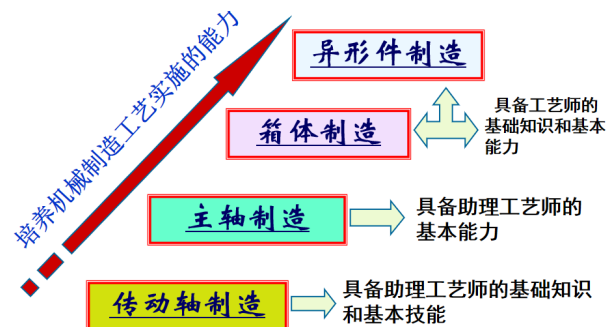 培养机械制造工艺实施的能力
异形件制造
箱体制造
具备工艺师的
基础知识和基本
能力
主轴制造
具备助理工艺师的
基本能力
传动轴制造
具备助理工艺师的基础知识
和基本技能